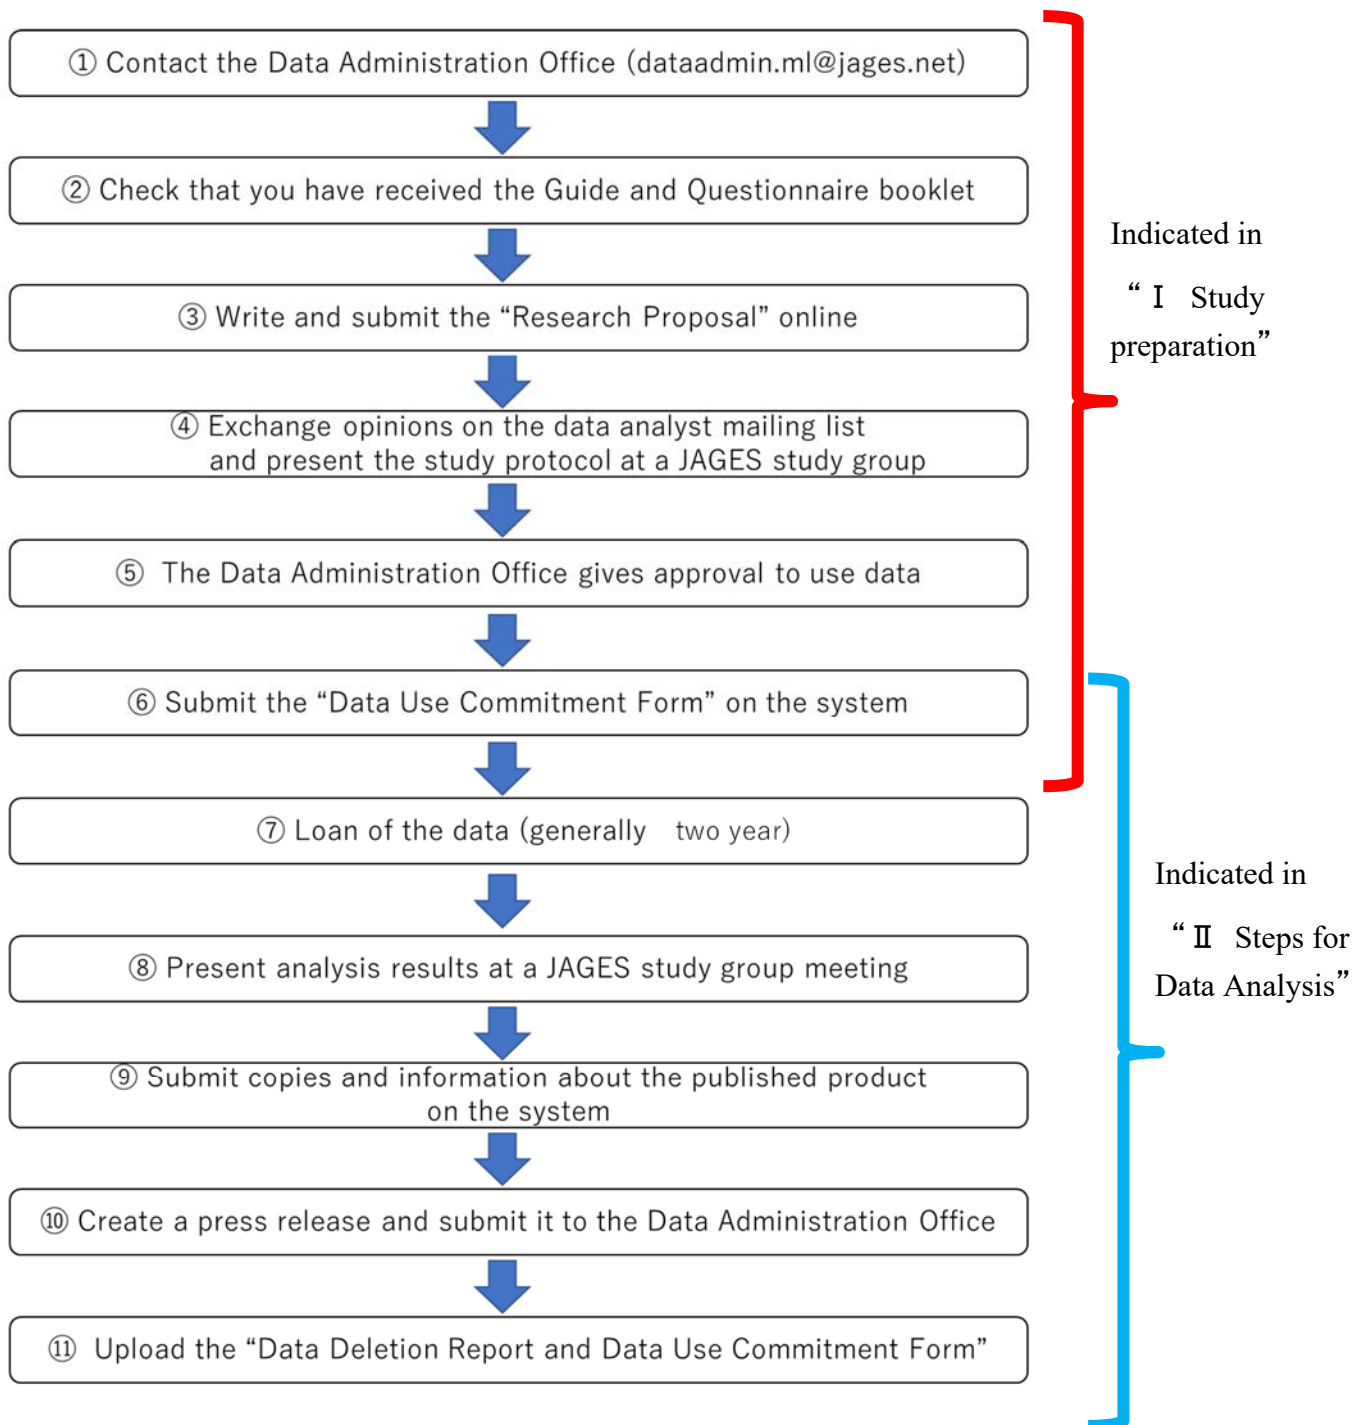 ① Contact the Data Administration Office (dataadmin.ml@jages.net)
② Check that you have received the Guide and Questionnaire booklet
③ Write and submit the “Research Proposal” online
④ Exchange opinions on the data analyst mailing list
and present the study protocol at a JAGES study group
⑤ The Data Administration Office gives approval to use data
⑥ Submit the “Data Use Commitment Form” on the system
⑦ Loan of the data (generally two year)
⑧ Present analysis results at a JAGES study group meeting
⑨ Submit copies and information about the published product
on the system
⑩ Create a press release and submit it to the Data Administration Office
⑪ Upload the “Data Deletion Report and Data Use Commitment Form”
Indicated in
“Ⅰ Study
preparation”
Indicated in
“Ⅱ Steps for
Data Analysis”